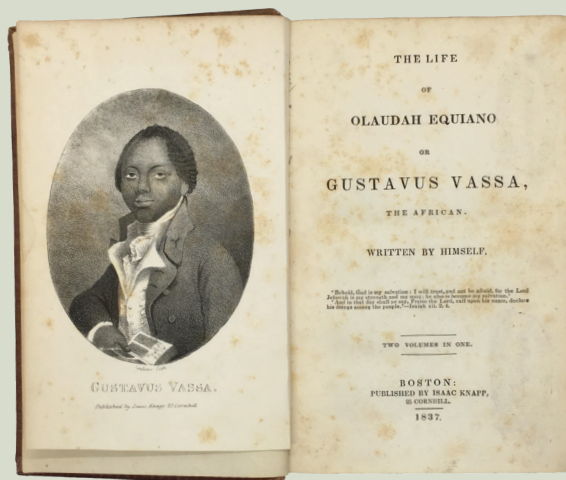 GUSTAVUS VASSA.
Published by Isaac Knapp 25 Cornhill.
THE LIFE
OF
OLAUDAH EQUIANO
OR
GUSTAVUS VASSA,
THE AFRICAN.
WRITTEN BY HIMSELF.
"Behold, God is my salvation: I will trust, and not be afraid, for the Lord
Jehovah is my strength and my song; he also is become my salvation."
"And in that day shall ye say, Praise the Lord, call upon his name, declare
his doings among the people."—Isaiah xii. 2. 4.
TWO VOLUMES IN ONE.
BOSTON:
PUBLISHED BY ISAAC KNAPP,
25 CORNHILL.
1837.